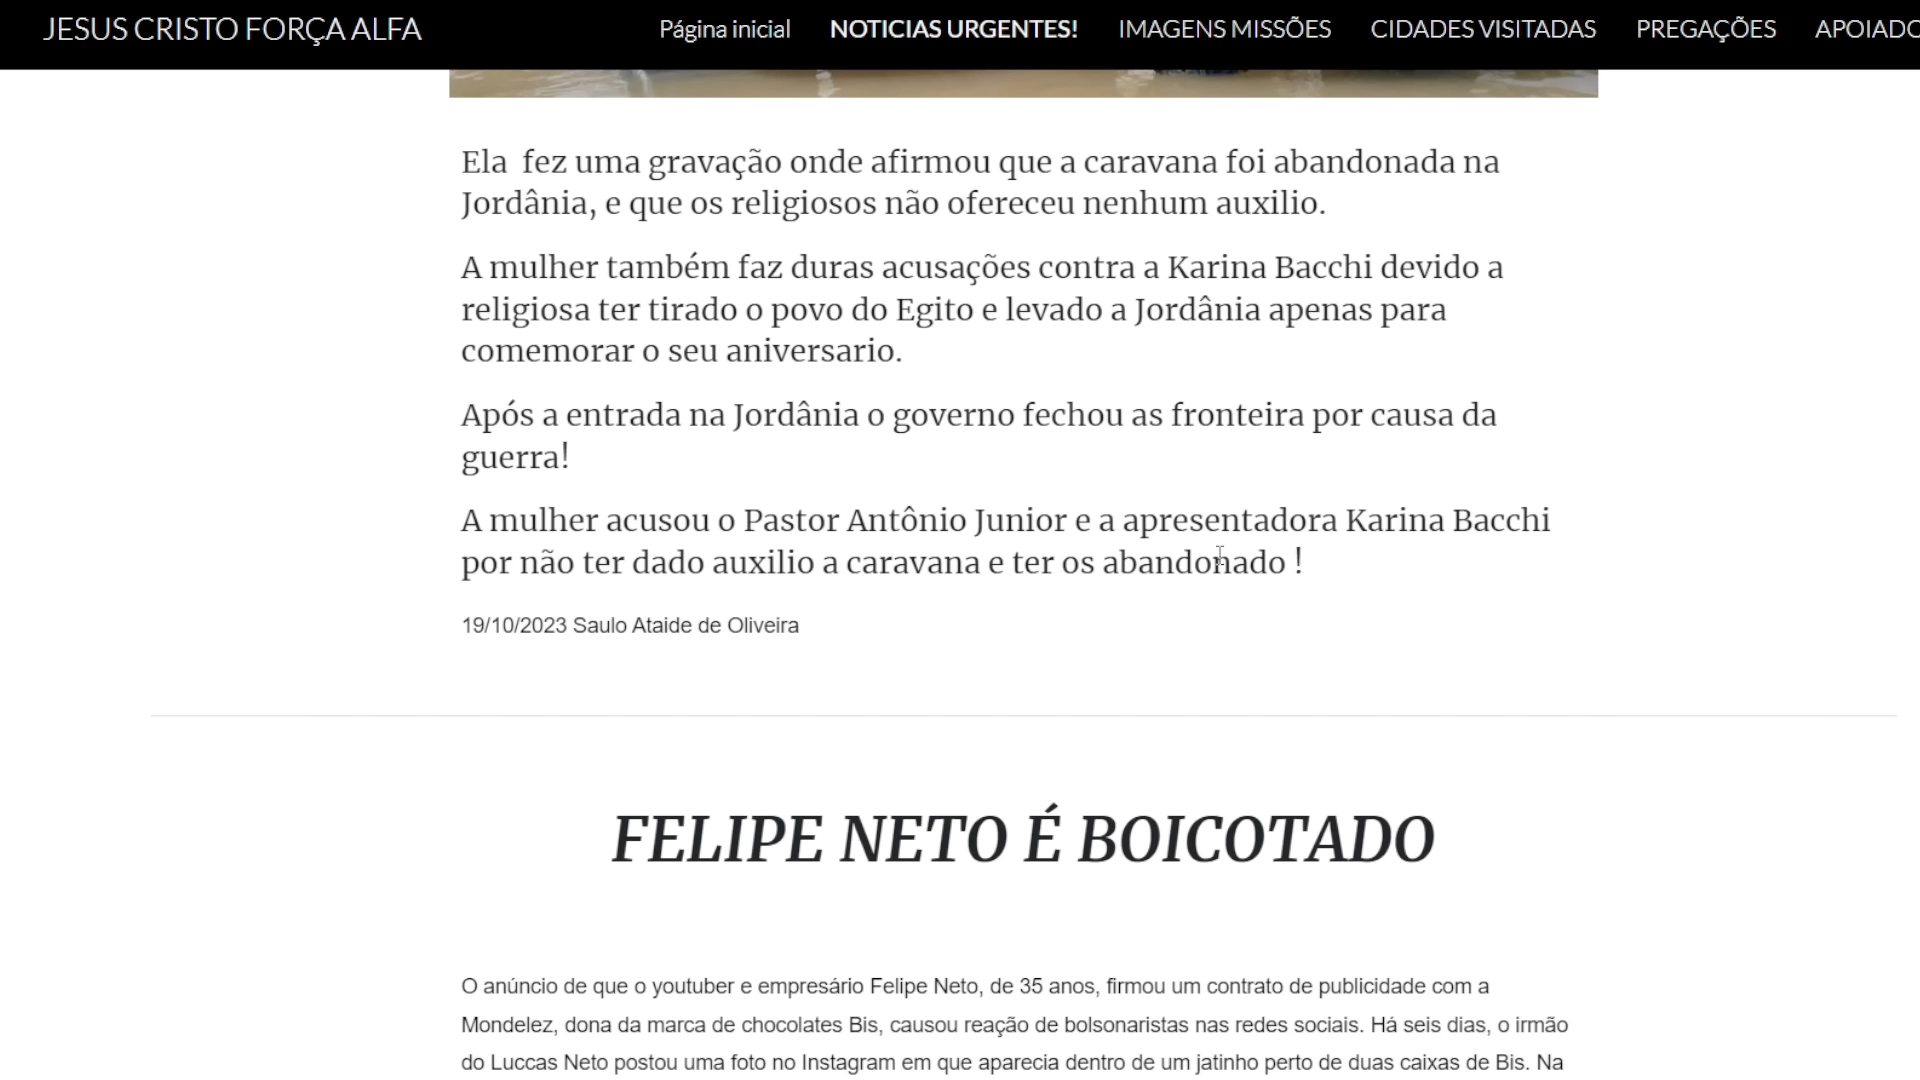 JESUS CRISTO FORÇA ALFA
Página inicial NOTICIAS URGENTES! IMAGENS MISSÕES CIDADES VISITADAS PREGAÇÕES APOIADO
Ela fez uma gravação onde afirmou que a caravana foi abandonada na
Jordânia, e que os religiosos não ofereceu nenhum auxilio.
A mulher também faz duras acusações contra a Karina Bacchi devido a
religiosa ter tirado o povo do Egito e levado a Jordânia apenas para
comemorar o seu aniversario.
Após a entrada na Jordânia o governo fechou as fronteira por causa da
guerra!
A mulher acusou o Pastor Antônio Junior e a apresentadora Karina Bacchi
por não ter dado auxilio a caravana e ter os abandonado !
19/10/2023 Saulo Ataide de Oliveira
FELIPE NETO É BOICOTADO
O anúncio de que o youtuber e empresário Felipe Neto, de 35 anos, firmou um contrato de publicidade com a
Mondelez, dona da marca de chocolates Bis, causou reação de bolsonaristas nas redes sociais. Há seis dias, o irmão
do Luccas Neto postou uma foto no Instagram em que aparecia dentro de um jatinho perto de duas caixas de Bis. Na